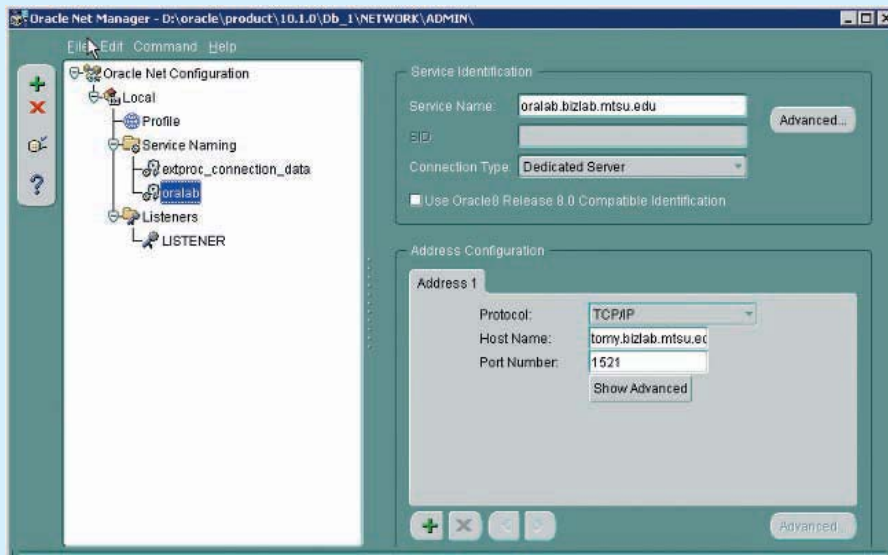 Oracle Net Manager - D:\oracle\product\10.1.0\Db_1\NETWORK\ADMIN\
File Edit Command Help
Oracle Net Configuration
Local
Profile
Service Naming
extproc_connection_data
oralab
Listeners
LISTENER
Service Identification
Service Name: oralab.bizlab.mtsu.edu
Advanced...
SID:
Connection Type: Dedicated Server
Use Oracle8 Release 8.0 Compatible Identification
Address Configuration
Address 1
Protocol: TCP/IP
Host Name: tomy.bizlab.mtsu.ed
Port Number: 1521
Show Advanced
Advanced...